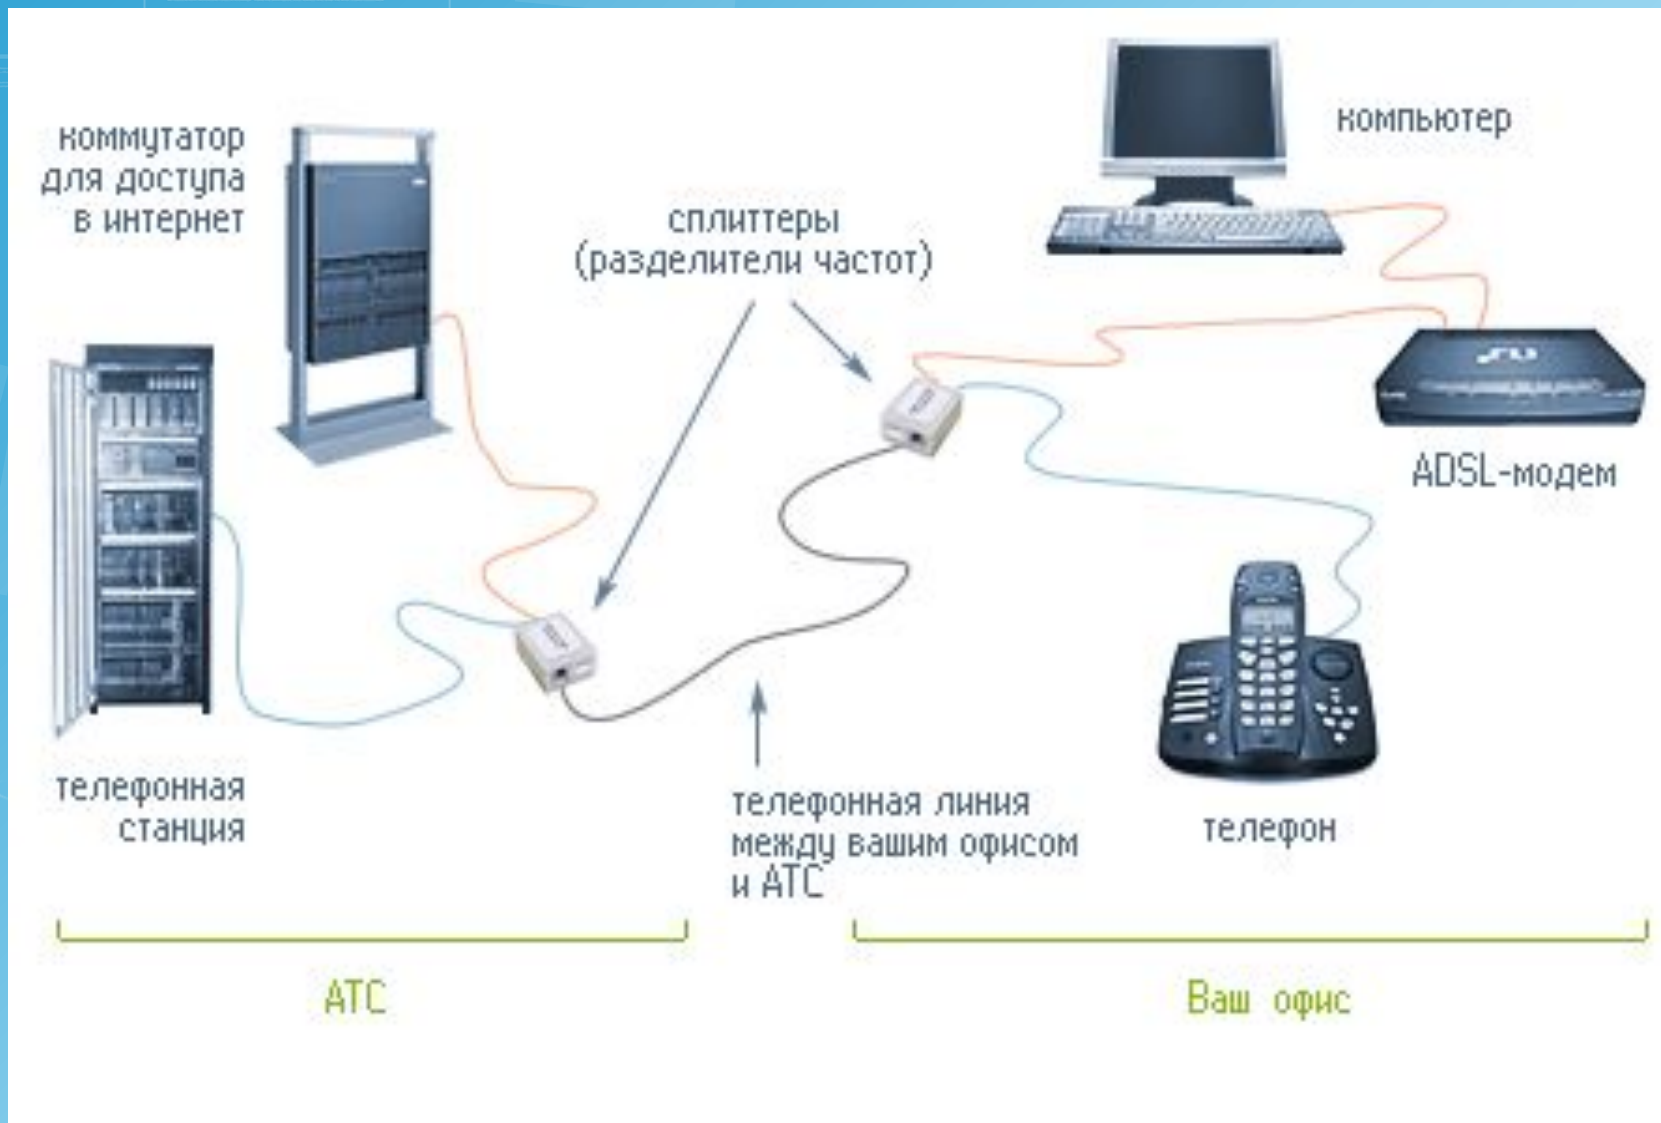 коммутатор
для доступа
в интернет
сплиттеры
(разделители частот)
компьютер
ADSL-модем
телефонная
станция
телефонная линия
между вашим офисом
и АТС
телефон
АТС
Ваш офис